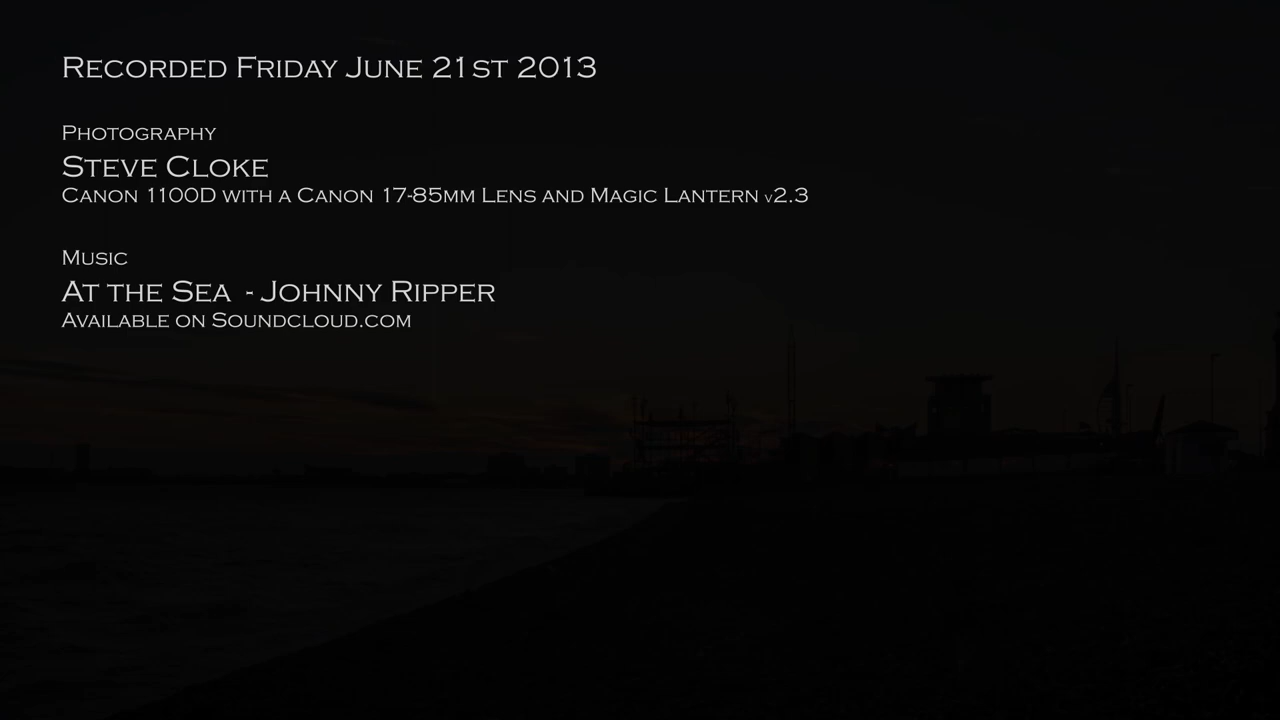 Recorded Friday June 21st 2013
Photography
Steve Cloke
Canon 1100D with a Canon 17-85mm Lens and Magic Lantern v2.3
Music
At the Sea - Johnny Ripper
Available on Soundcloud.com